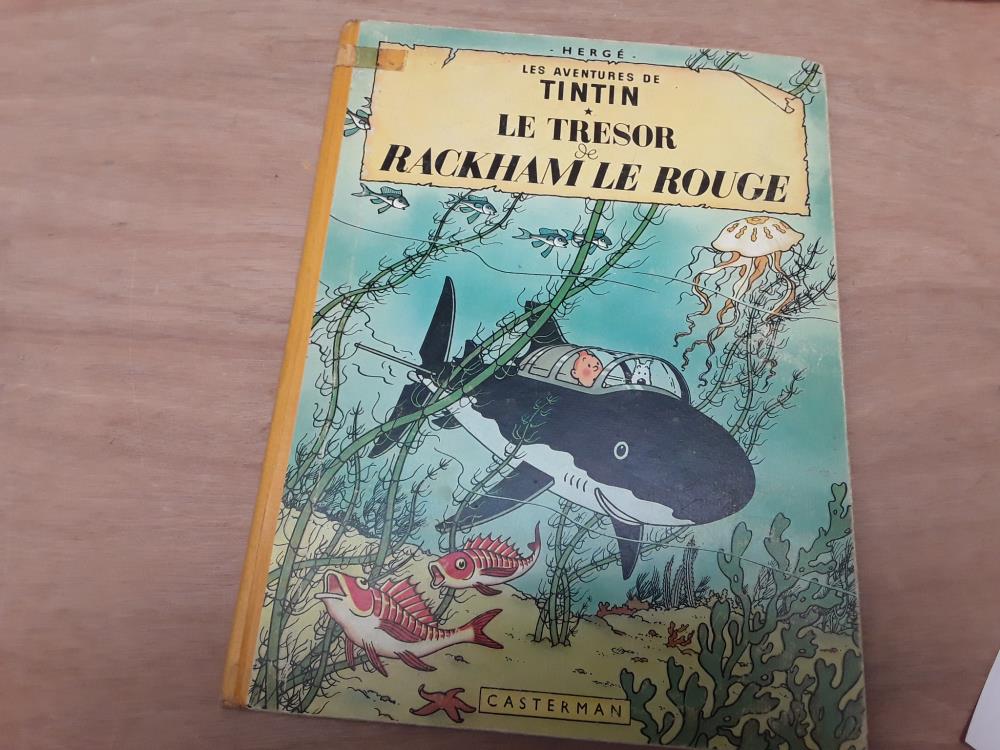 - HERGÉ -
LES AVENTURES DE
TINTIN
★
LE TRESOR
de
RACKHAM LE ROUGE
CASTERMAN